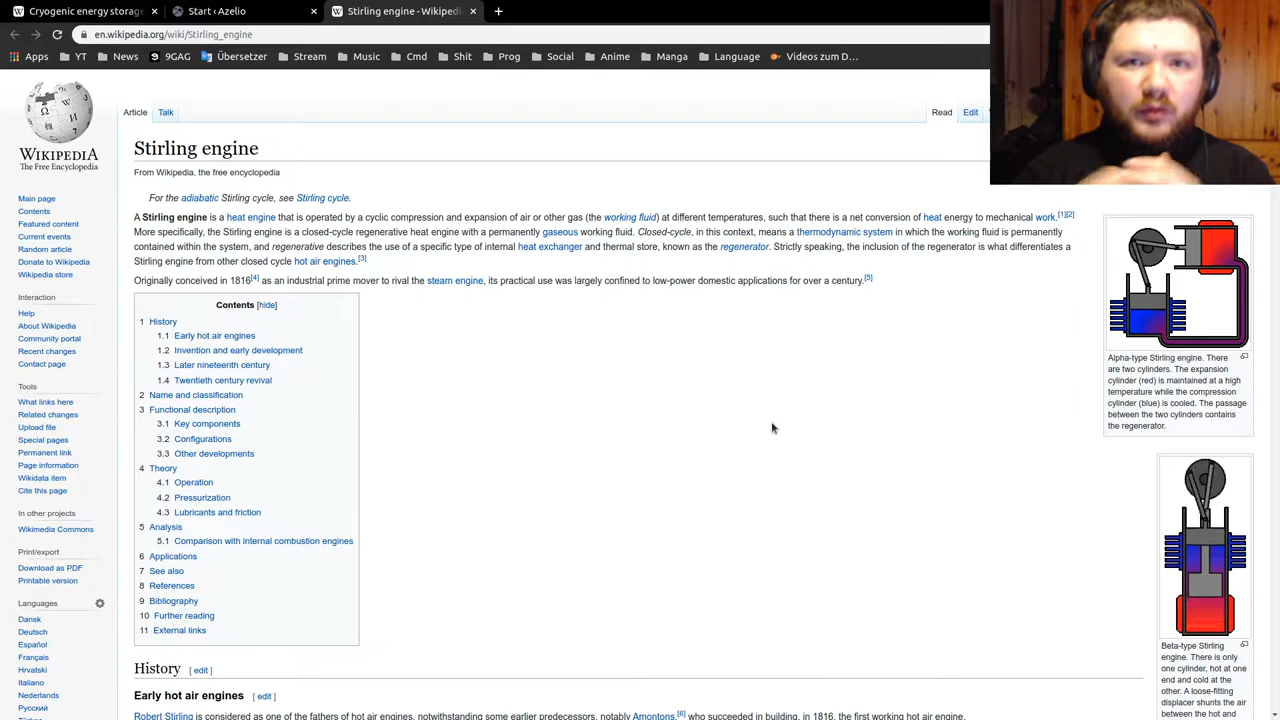 Cryogenic energy storage
Start < Azelio
Stirling engine - Wikipedi
en.wikipedia.org/wiki/Stirling_engine
Apps
YT
News
9GAG
Übersetzer
Stream
Music
Cmd
Shit
Prog
Social
Anime
Manga
Language
Videos zum D…
WIKIPEDIA
The Free Encyclopedia
Main page
Contents
Featured content
Current events
Random article
Donate to Wikipedia
Wikipedia store
Interaction
Help
About Wikipedia
Community portal
Recent changes
Contact page
Tools
What links here
Related changes
Upload file
Special pages
Permanent link
Page information
Wikidata item
Cite this page
In other projects
Wikimedia Commons
Print/export
Download as PDF
Printable version
Languages
Dansk
Deutsch
Español
Français
Hrvatski
Italiano
Nederlands
Русский
Article Talk
Read Edit
Stirling engine
From Wikipedia, the free encyclopedia
For the adiabatic Stirling cycle, see Stirling cycle.
A Stirling engine is a heat engine that is operated by a cyclic compression and expansion of air or other gas (the working fluid) at different temperatures, such that there is a net conversion of heat energy to mechanical work.[1][2]
More specifically, the Stirling engine is a closed-cycle regenerative heat engine with a permanently gaseous working fluid. Closed-cycle, in this context, means a thermodynamic system in which the working fluid is permanently
contained within the system, and regenerative describes the use of a specific type of internal heat exchanger and thermal store, known as the regenerator. Strictly speaking, the inclusion of the regenerator is what differentiates a
Stirling engine from other closed cycle hot air engines.[3]
Originally conceived in 1816[4] as an industrial prime mover to rival the steam engine, its practical use was largely confined to low-power domestic applications for over a century.[5]
Contents [hide]
1 History
1.1 Early hot air engines
1.2 Invention and early development
1.3 Later nineteenth century
1.4 Twentieth century revival
2 Name and classification
3 Functional description
3.1 Key components
3.2 Configurations
3.3 Other developments
4 Theory
4.1 Operation
4.2 Pressurization
4.3 Lubricants and friction
5 Analysis
5.1 Comparison with internal combustion engines
6 Applications
7 See also
8 References
9 Bibliography
10 Further reading
11 External links
History [ edit ]
Early hot air engines [ edit ]
Robert Stirling is considered as one of the fathers of hot air engines, notwithstanding some earlier predecessors, notably Amontons,[6] who succeeded in building, in 1816, the first working hot air engine.
Alpha-type Stirling engine. There
are two cylinders. The expansion
cylinder (red) is maintained at a high
temperature while the compression
cylinder (blue) is cooled. The passage
between the two cylinders contains
the regenerator.
Beta-type Stirling
engine. There is only
one cylinder, hot at one
end and cold at the
other. A loose-fitting
displacer shunts the air
between the hot and